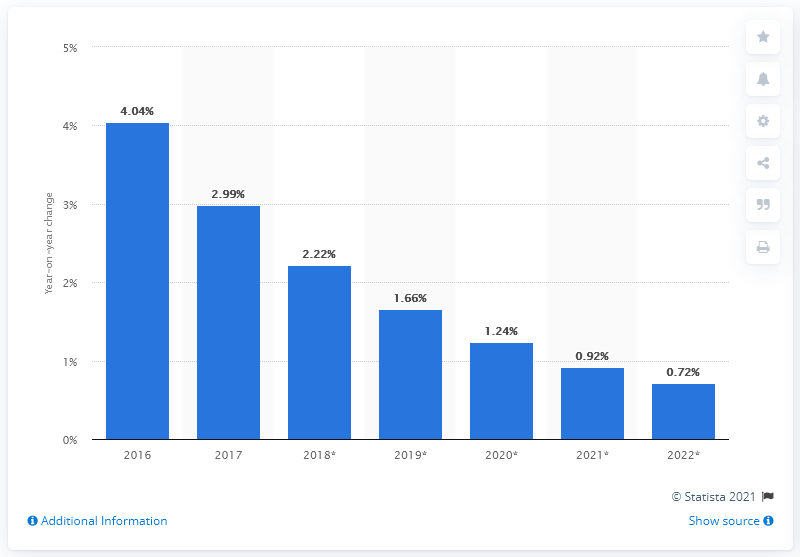 5%
4%
3%
2%
1%
0%
Year-on-year change
4.04%
2.99%
2.22%
1.66%
1.24%
0.92%
0.72%
2016 2017 2018* 2019* 2020* 2021* 2022*
© Statista 2021
Additional Information
Show source